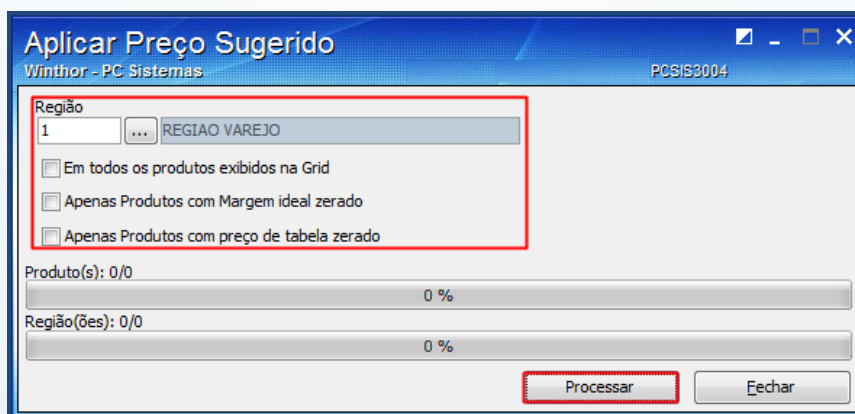 Aplicar Preço Sugerido
Winthor - PC Sistemas PCSIS3004
Região
1 ... REGIAO VAREJO
Em todos os produtos exibidos na Grid
Apenas Produtos com Margem ideal zerado
Apenas Produtos com preço de tabela zerado
Produto(s): 0/0
0 %
Região(ões): 0/0
0 %
Processar Fechar